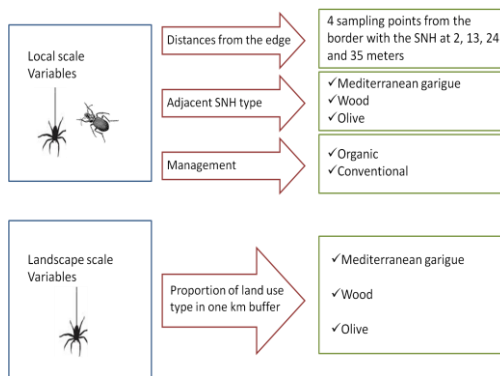 Local scale
Variables
Distances from the edge
4 sampling points from the
border with the SNH at 2, 13, 24
and 35 meters
Adjacent SNH type
✓Mediterranean garigue
✓Wood
✓Olive
Management
✓Organic
✓Conventional
Landscape scale
Variables
Proportion of land use
type in one km buffer
✓Mediterranean garigue
✓Wood
✓Olive